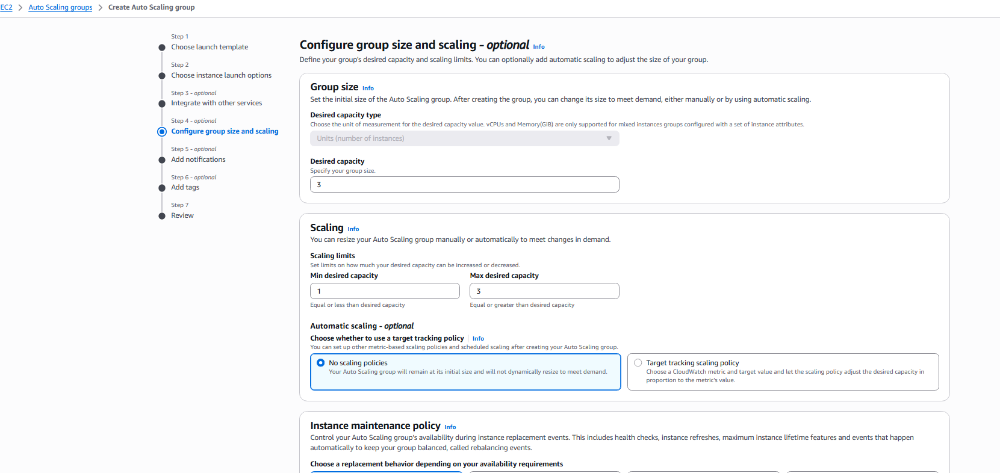 EC2 > Auto Scaling groups > Create Auto Scaling group
Step 1
Choose launch template
Step 2
Choose instance launch options
Step 3 - optional
Integrate with other services
Step 4 - optional
Configure group size and scaling
Step 5 - optional
Add notifications
Step 6 - optional
Add tags
Step 7
Review
Configure group size and scaling - optional Info
Define your group's desired capacity and scaling limits. You can optionally add automatic scaling to adjust the size of your group.
Group size Info
Set the initial size of the Auto Scaling group. After creating the group, you can change its size to meet demand, either manually or by using automatic scaling.
Desired capacity type
Choose the unit of measurement for the desired capacity value. vCPUs and Memory(GiB) are only supported for mixed instances groups configured with a set of instance attributes.
Units (number of instances)
Desired capacity
Specify your group size.
3
Scaling Info
You can resize your Auto Scaling group manually or automatically to meet changes in demand.
Scaling limits
Set limits on how much your desired capacity can be increased or decreased.
Min desired capacity
1
Equal or less than desired capacity
Max desired capacity
3
Equal or greater than desired capacity
Automatic scaling - optional
Choose whether to use a target tracking policy Info
You can set up other metric-based scaling policies and scheduled scaling after creating your Auto Scaling group.
No scaling policies
Your Auto Scaling group will remain at its initial size and will not dynamically resize to meet demand.
Target tracking scaling policy
Choose a CloudWatch metric and target value and let the scaling policy adjust the desired capacity in
proportion to the metric's value.
Instance maintenance policy Info
Control your Auto Scaling group's availability during instance replacement events. This includes health checks, instance refreshes, maximum instance lifetime features and events that happen
automatically to keep your group balanced, called rebalancing events.
Choose a replacement behavior depending on your availability requirements